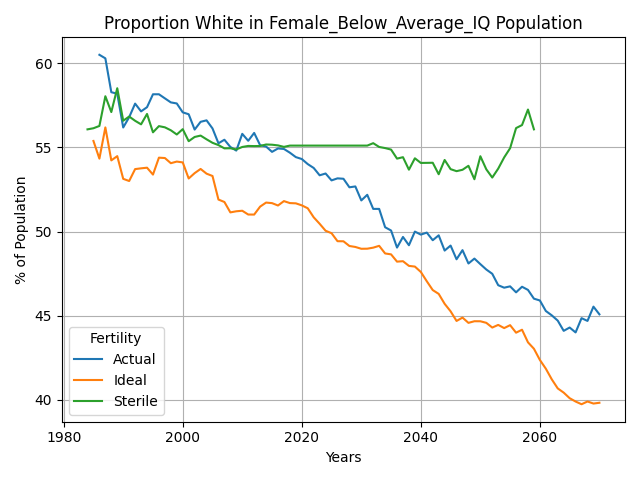 Proportion White in Female_Below_Average_IQ Population
60
55
50
45
40
% of Population
Fertility
Actual
Ideal
Sterile
1980
2000
2020
2040
2060
Years